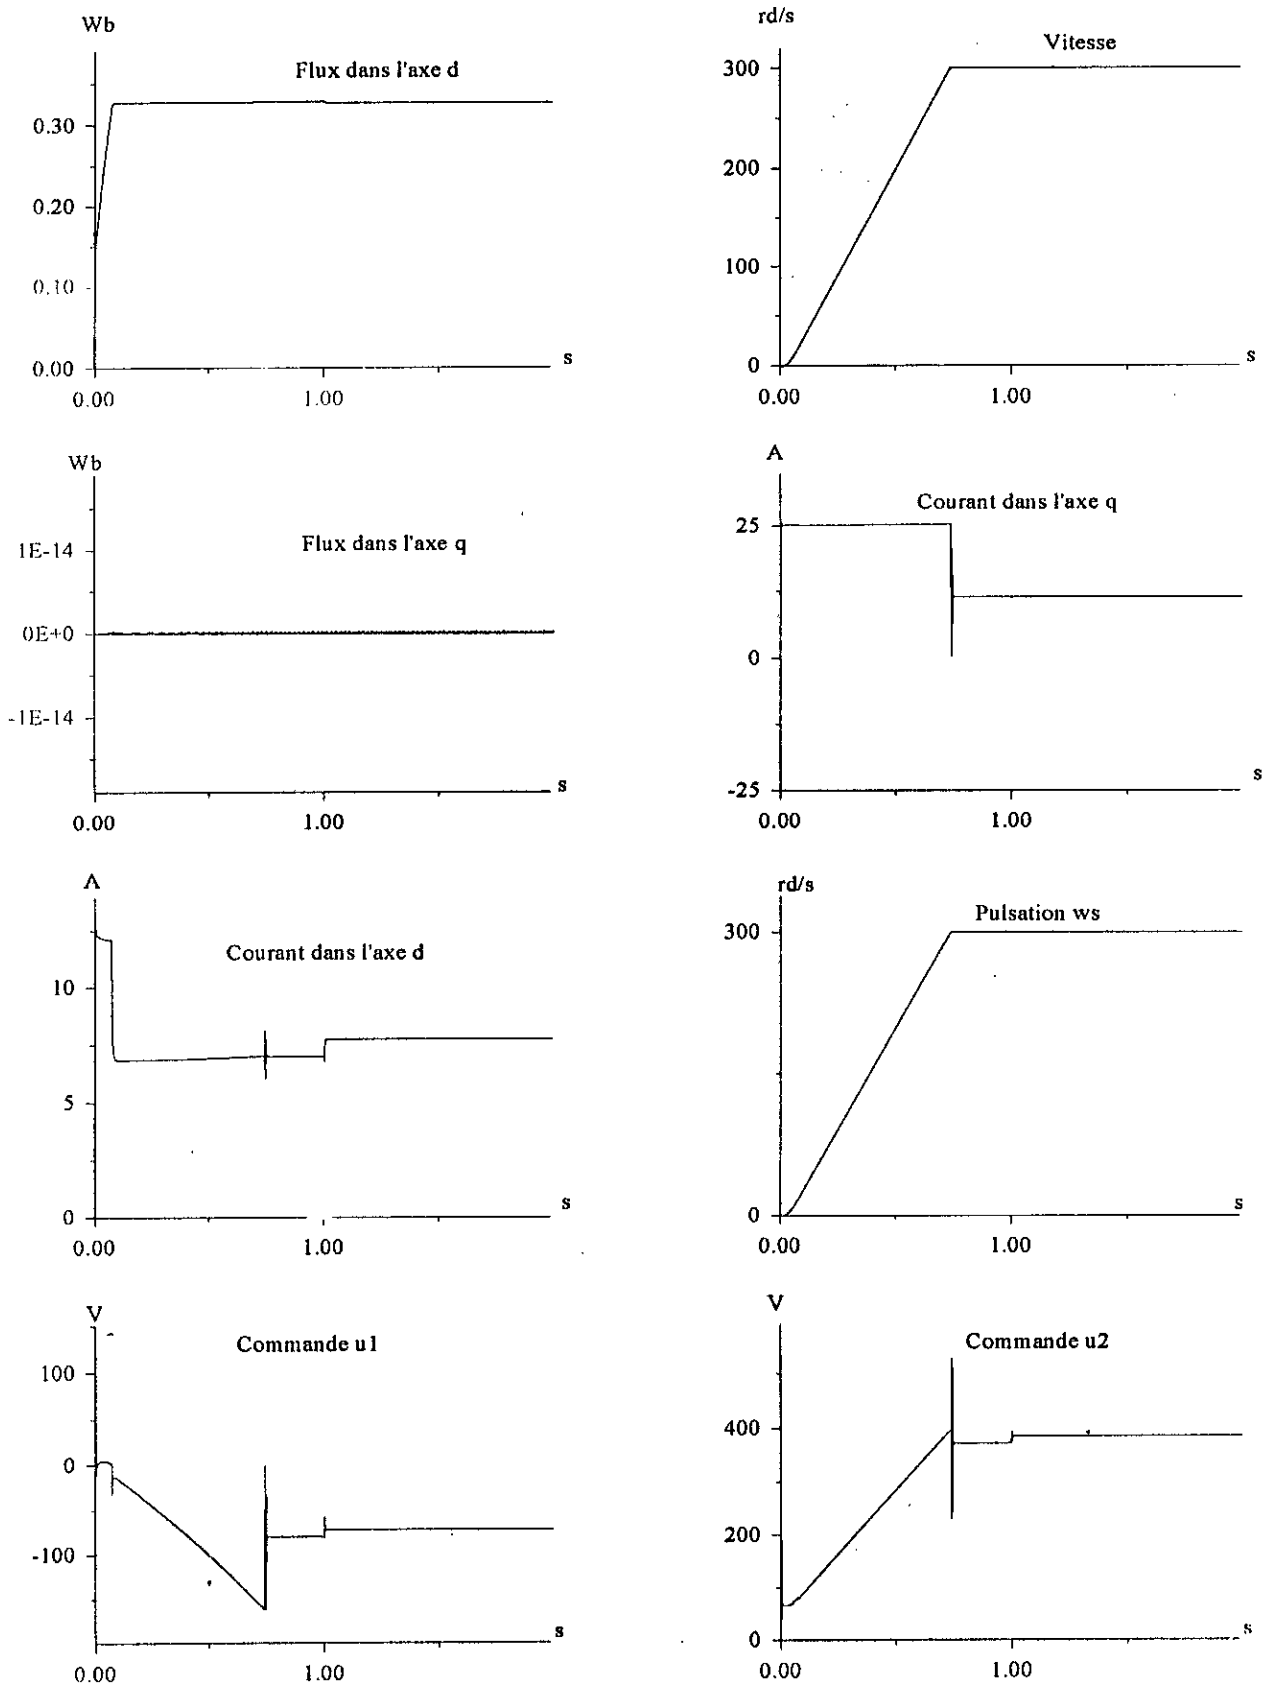 Wb
Flux dans l'axe d
0.30
0.20
0.10
0.00
s
0.00
1.00
rd/s
Vitesse
300
200
100
0
s
0.00
1.00
Wb
Flux dans l'axe q
1E-14
0E+0
-1E-14
s
0.00
1.00
A
Courant dans l'axe q
25
0
-25
s
0.00
1.00
A
Courant dans l'axe d
10
5
0
s
0.00
1.00
rd/s
Pulsation ws
300
0
s
0.00
1.00
V
Commande u1
100
0
-100
s
0.00
1.00
V
Commande u2
400
200
0
s
0.00
1.00